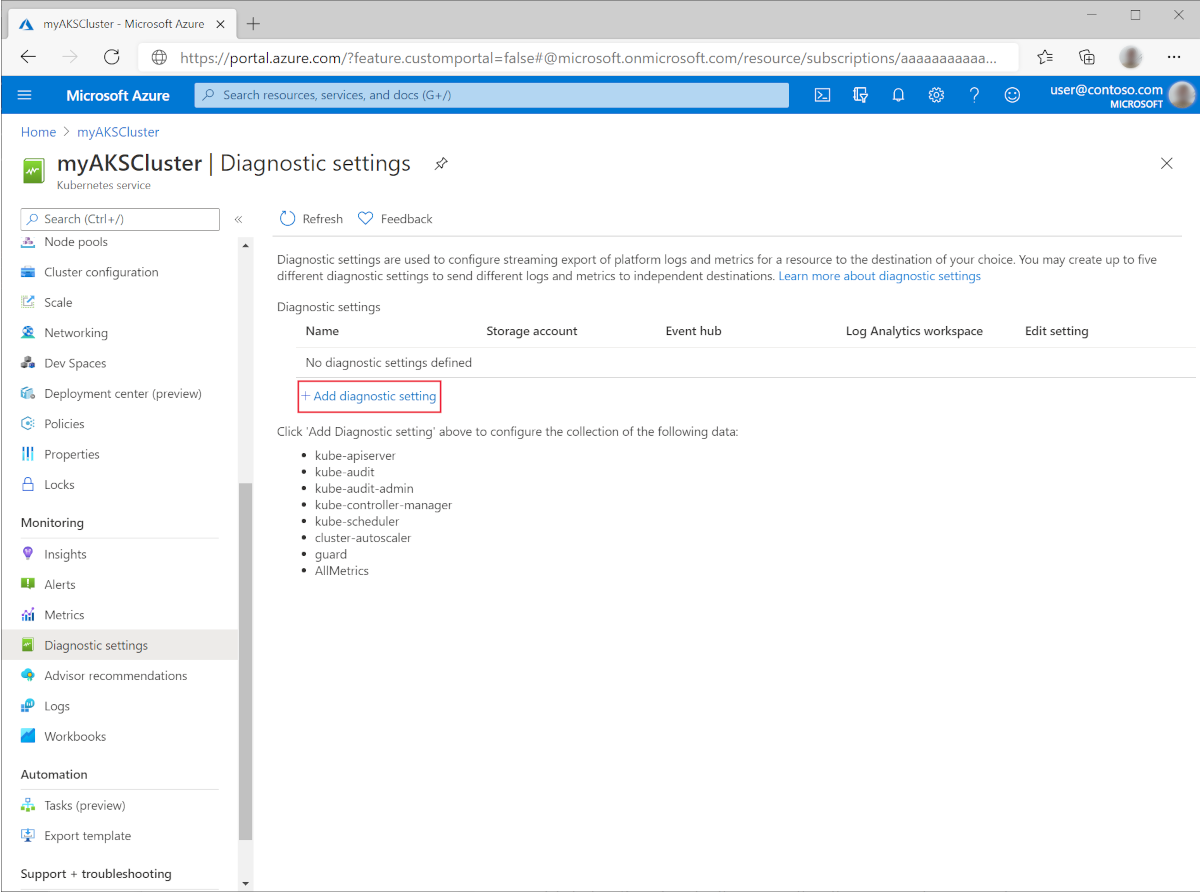 myAKSCluster - Microsoft Azure
https://portal.azure.com/?feature.customportal=false#@microsoft.onmicrosoft.com/resource/subscriptions/aaaaaaaaaaa...
Microsoft Azure
Search resources, services, and docs (G+/)
user@contoso.com
MICROSOFT
Home > myAKSCluster
myAKSCluster | Diagnostic settings
Kubernetes service
Search (Ctrl+/)
«
Node pools
Cluster configuration
Scale
Networking
Dev Spaces
Deployment center (preview)
Policies
Properties
Locks
Monitoring
Insights
Alerts
Metrics
Diagnostic settings
Advisor recommendations
Logs
Workbooks
Automation
Tasks (preview)
Export template
Support + troubleshooting
Refresh Feedback
Diagnostic settings are used to configure streaming export of platform logs and metrics for a resource to the destination of your choice. You may create up to five
different diagnostic settings to send different logs and metrics to independent destinations. Learn more about diagnostic settings
Diagnostic settings
Name Storage account Event hub Log Analytics workspace Edit setting
No diagnostic settings defined
+ Add diagnostic setting
Click 'Add Diagnostic setting' above to configure the collection of the following data:
• kube-apiserver
• kube-audit
• kube-audit-admin
• kube-controller-manager
• kube-scheduler
• cluster-autoscaler
• guard
• AllMetrics